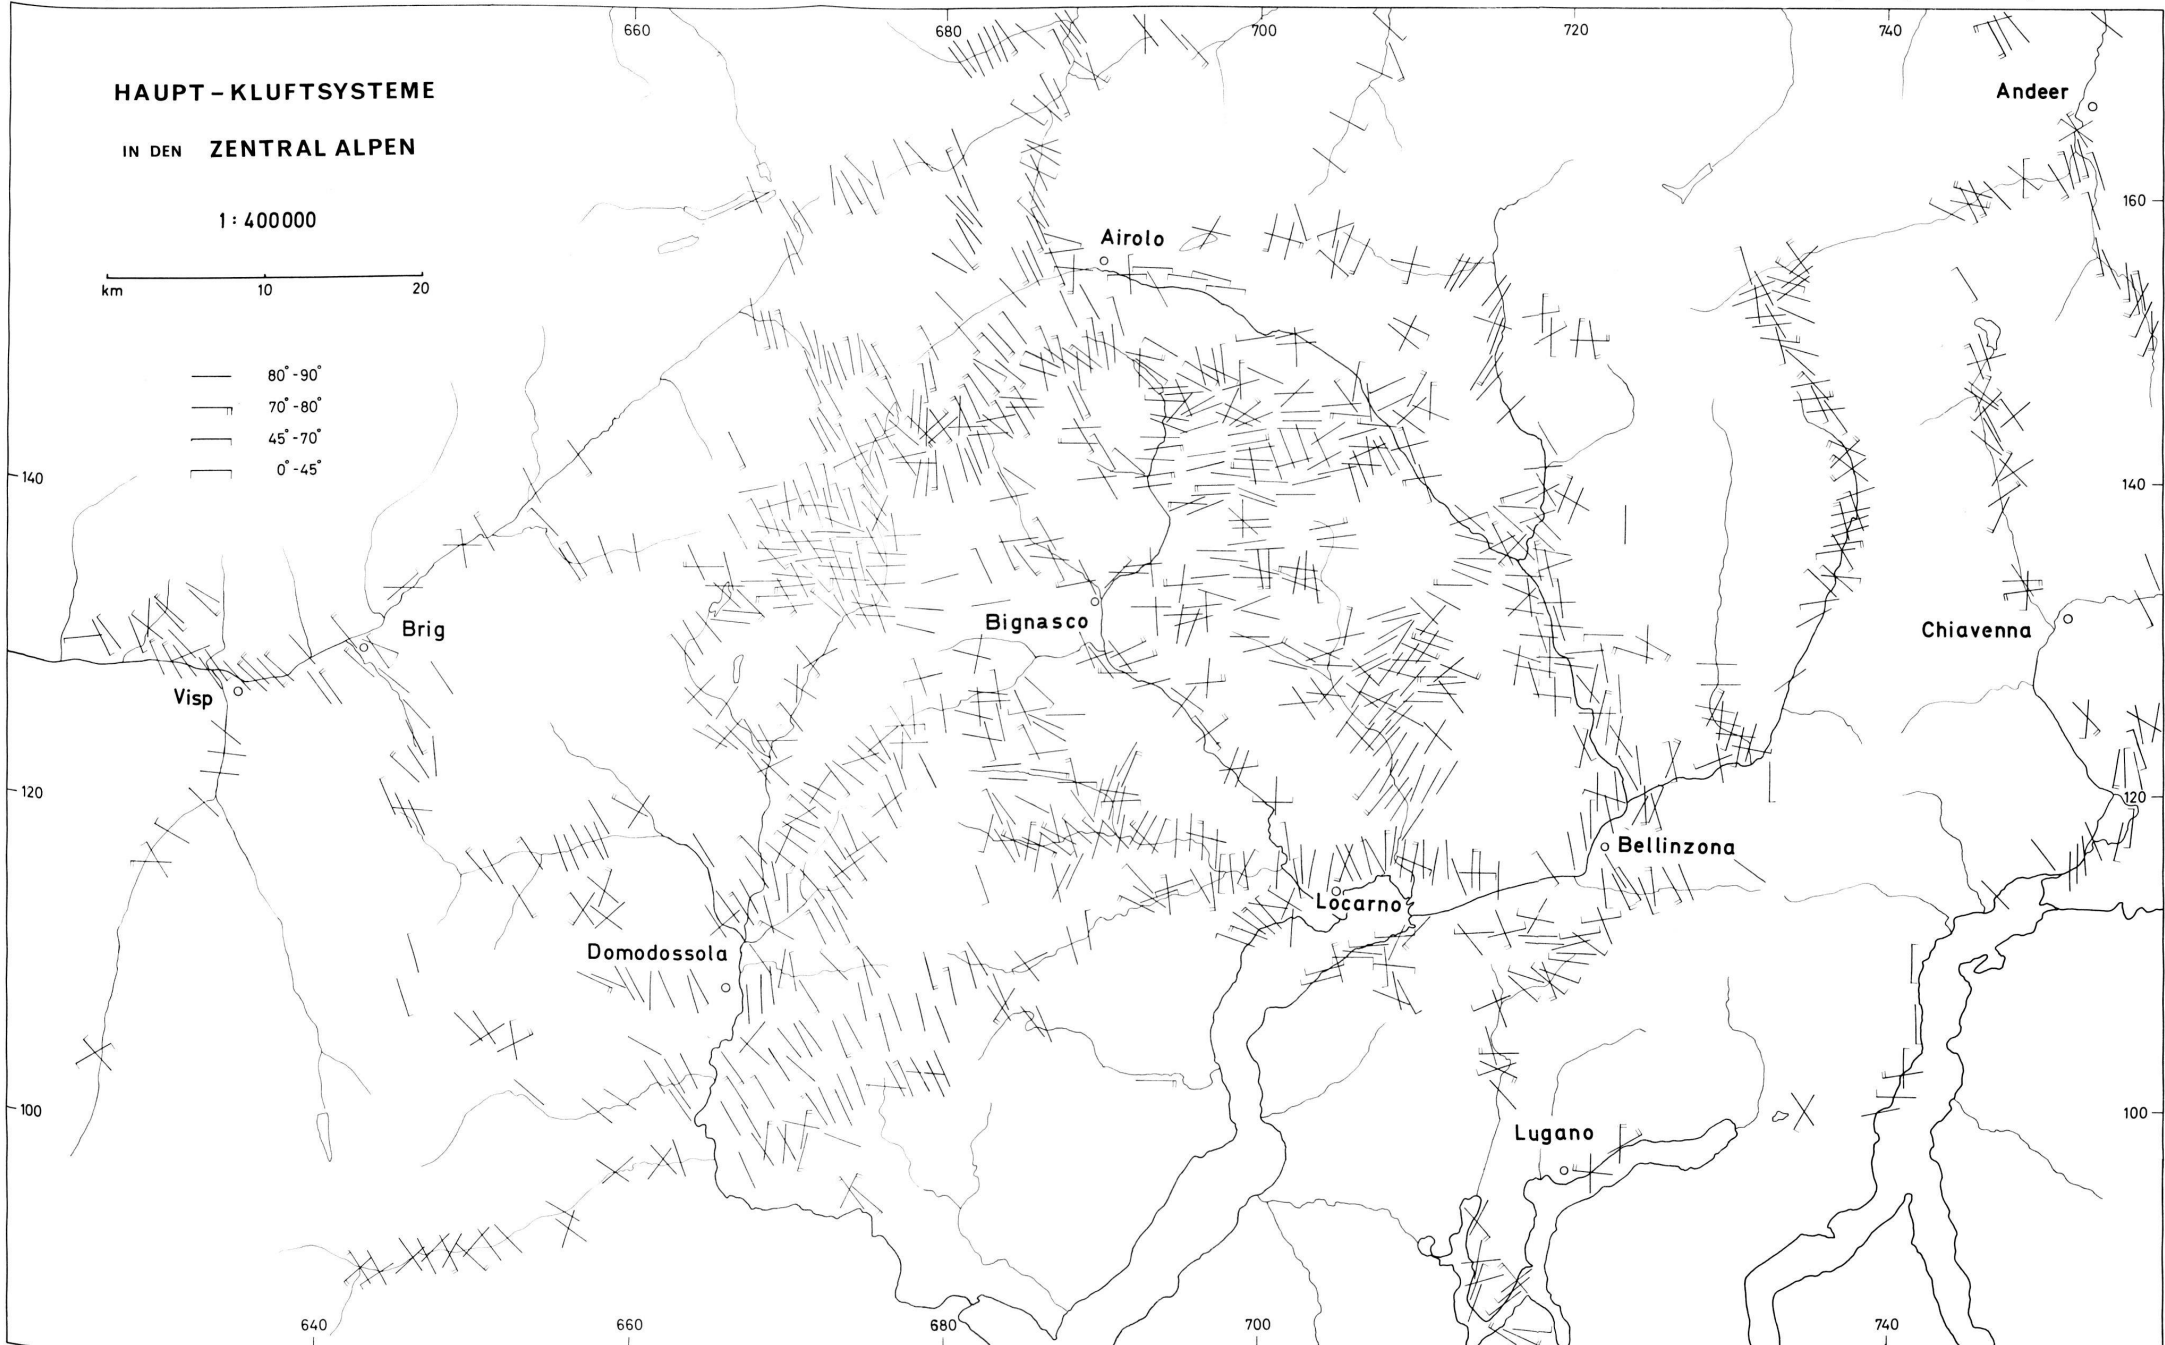 660
680
700
720
740
HAUPT – KLUFTSYSTEME
IN DEN ZENTRAL ALPEN
1 : 400000
km 10 20
80° - 90°
70° - 80°
45° - 70°
0° - 45°
Andeer
160
Airolo
140
140
Brig
Bignasco
Chiavenna
Visp
120
120
Bellinzona
Locarno
Domodossola
100
100
Lugano
640
660
680
700
740